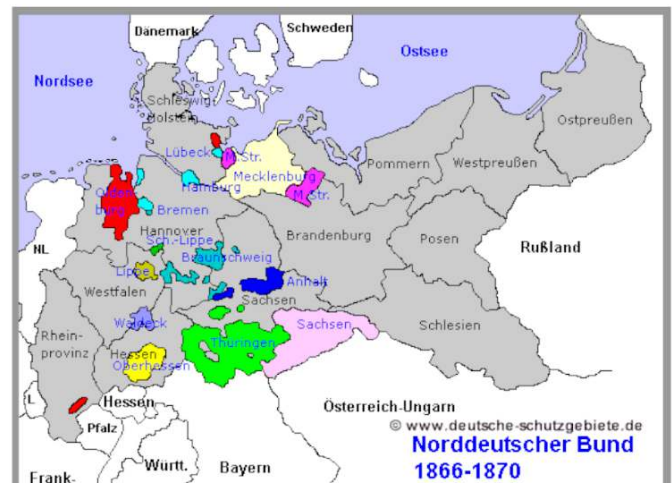 Dänemark
Schweden
Ostsee
Nordsee
Schleswig-
Holstein
Ostpreußen
Lübeck
M.Str.
Pommern
Westpreußen
Mecklenburg
Hamburg
M.Str.
Olden-
burg
Bremen
Hannover
Brandenburg
Posen
Rußland
NL
Sch.-Lippe
Braunschweig
Lippe
Anhalt
Westfalen
Sachsen
Waldeck
Sachsen
Schlesien
Rhein-
provinz
Thüringen
Hessen
Oberhessen
L
Hessen
Österreich-Ungarn
Pfalz
© www.deutsche-schutzgebiete.de
Norddeutscher Bund
1866-1870
Frank-
Württ.
Bayern